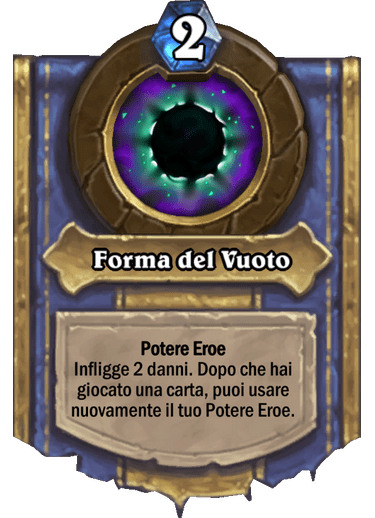 2
Forma del Vuoto
Potere Eroe
Infligge 2 danni. Dopo che hai
giocato una carta, puoi usare
nuovamente il tuo Potere Eroe.